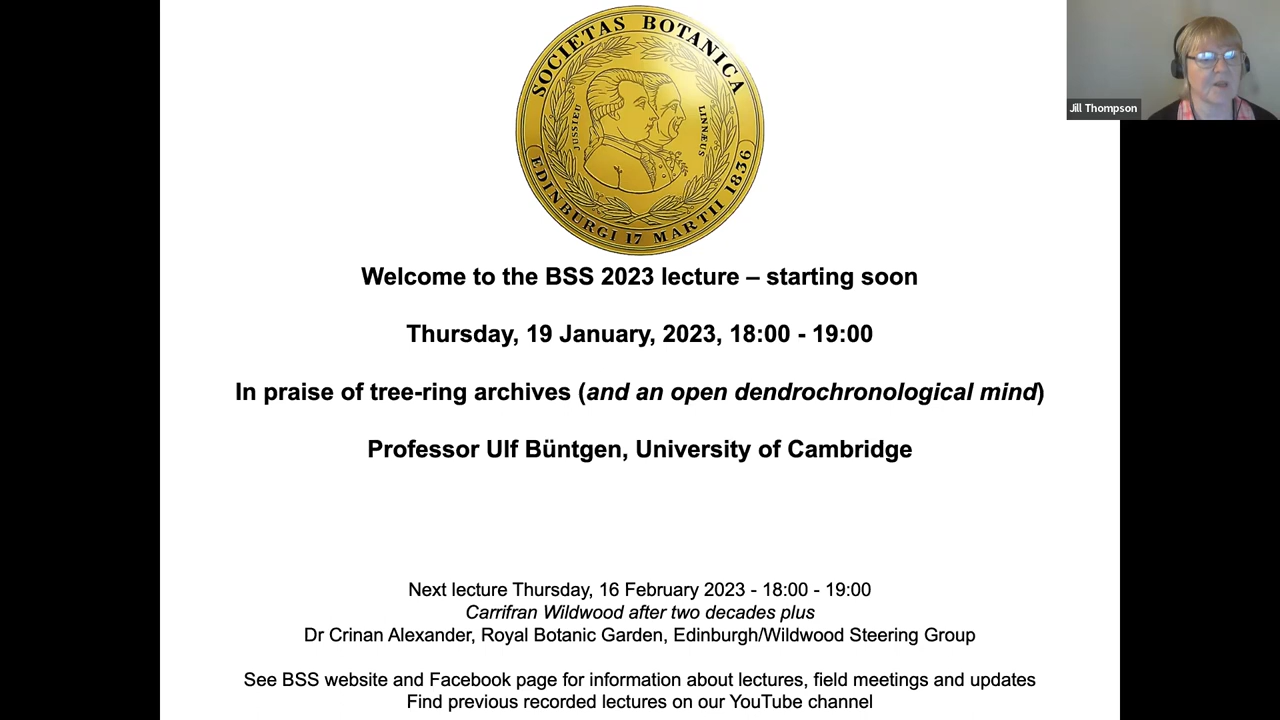 SOCIETAS BOTANICA
JUSSIEU
LINNÆUS
EDINBURGI 17 MARTII 1836
Jill Thompson
Welcome to the BSS 2023 lecture – starting soon
Thursday, 19 January, 2023, 18:00 - 19:00
In praise of tree-ring archives (and an open dendrochronological mind)
Professor Ulf Büntgen, University of Cambridge
Next lecture Thursday, 16 February 2023 - 18:00 - 19:00
Carrifran Wildwood after two decades plus
Dr Crinan Alexander, Royal Botanic Garden, Edinburgh/Wildwood Steering Group
See BSS website and Facebook page for information about lectures, field meetings and updates
Find previous recorded lectures on our YouTube channel